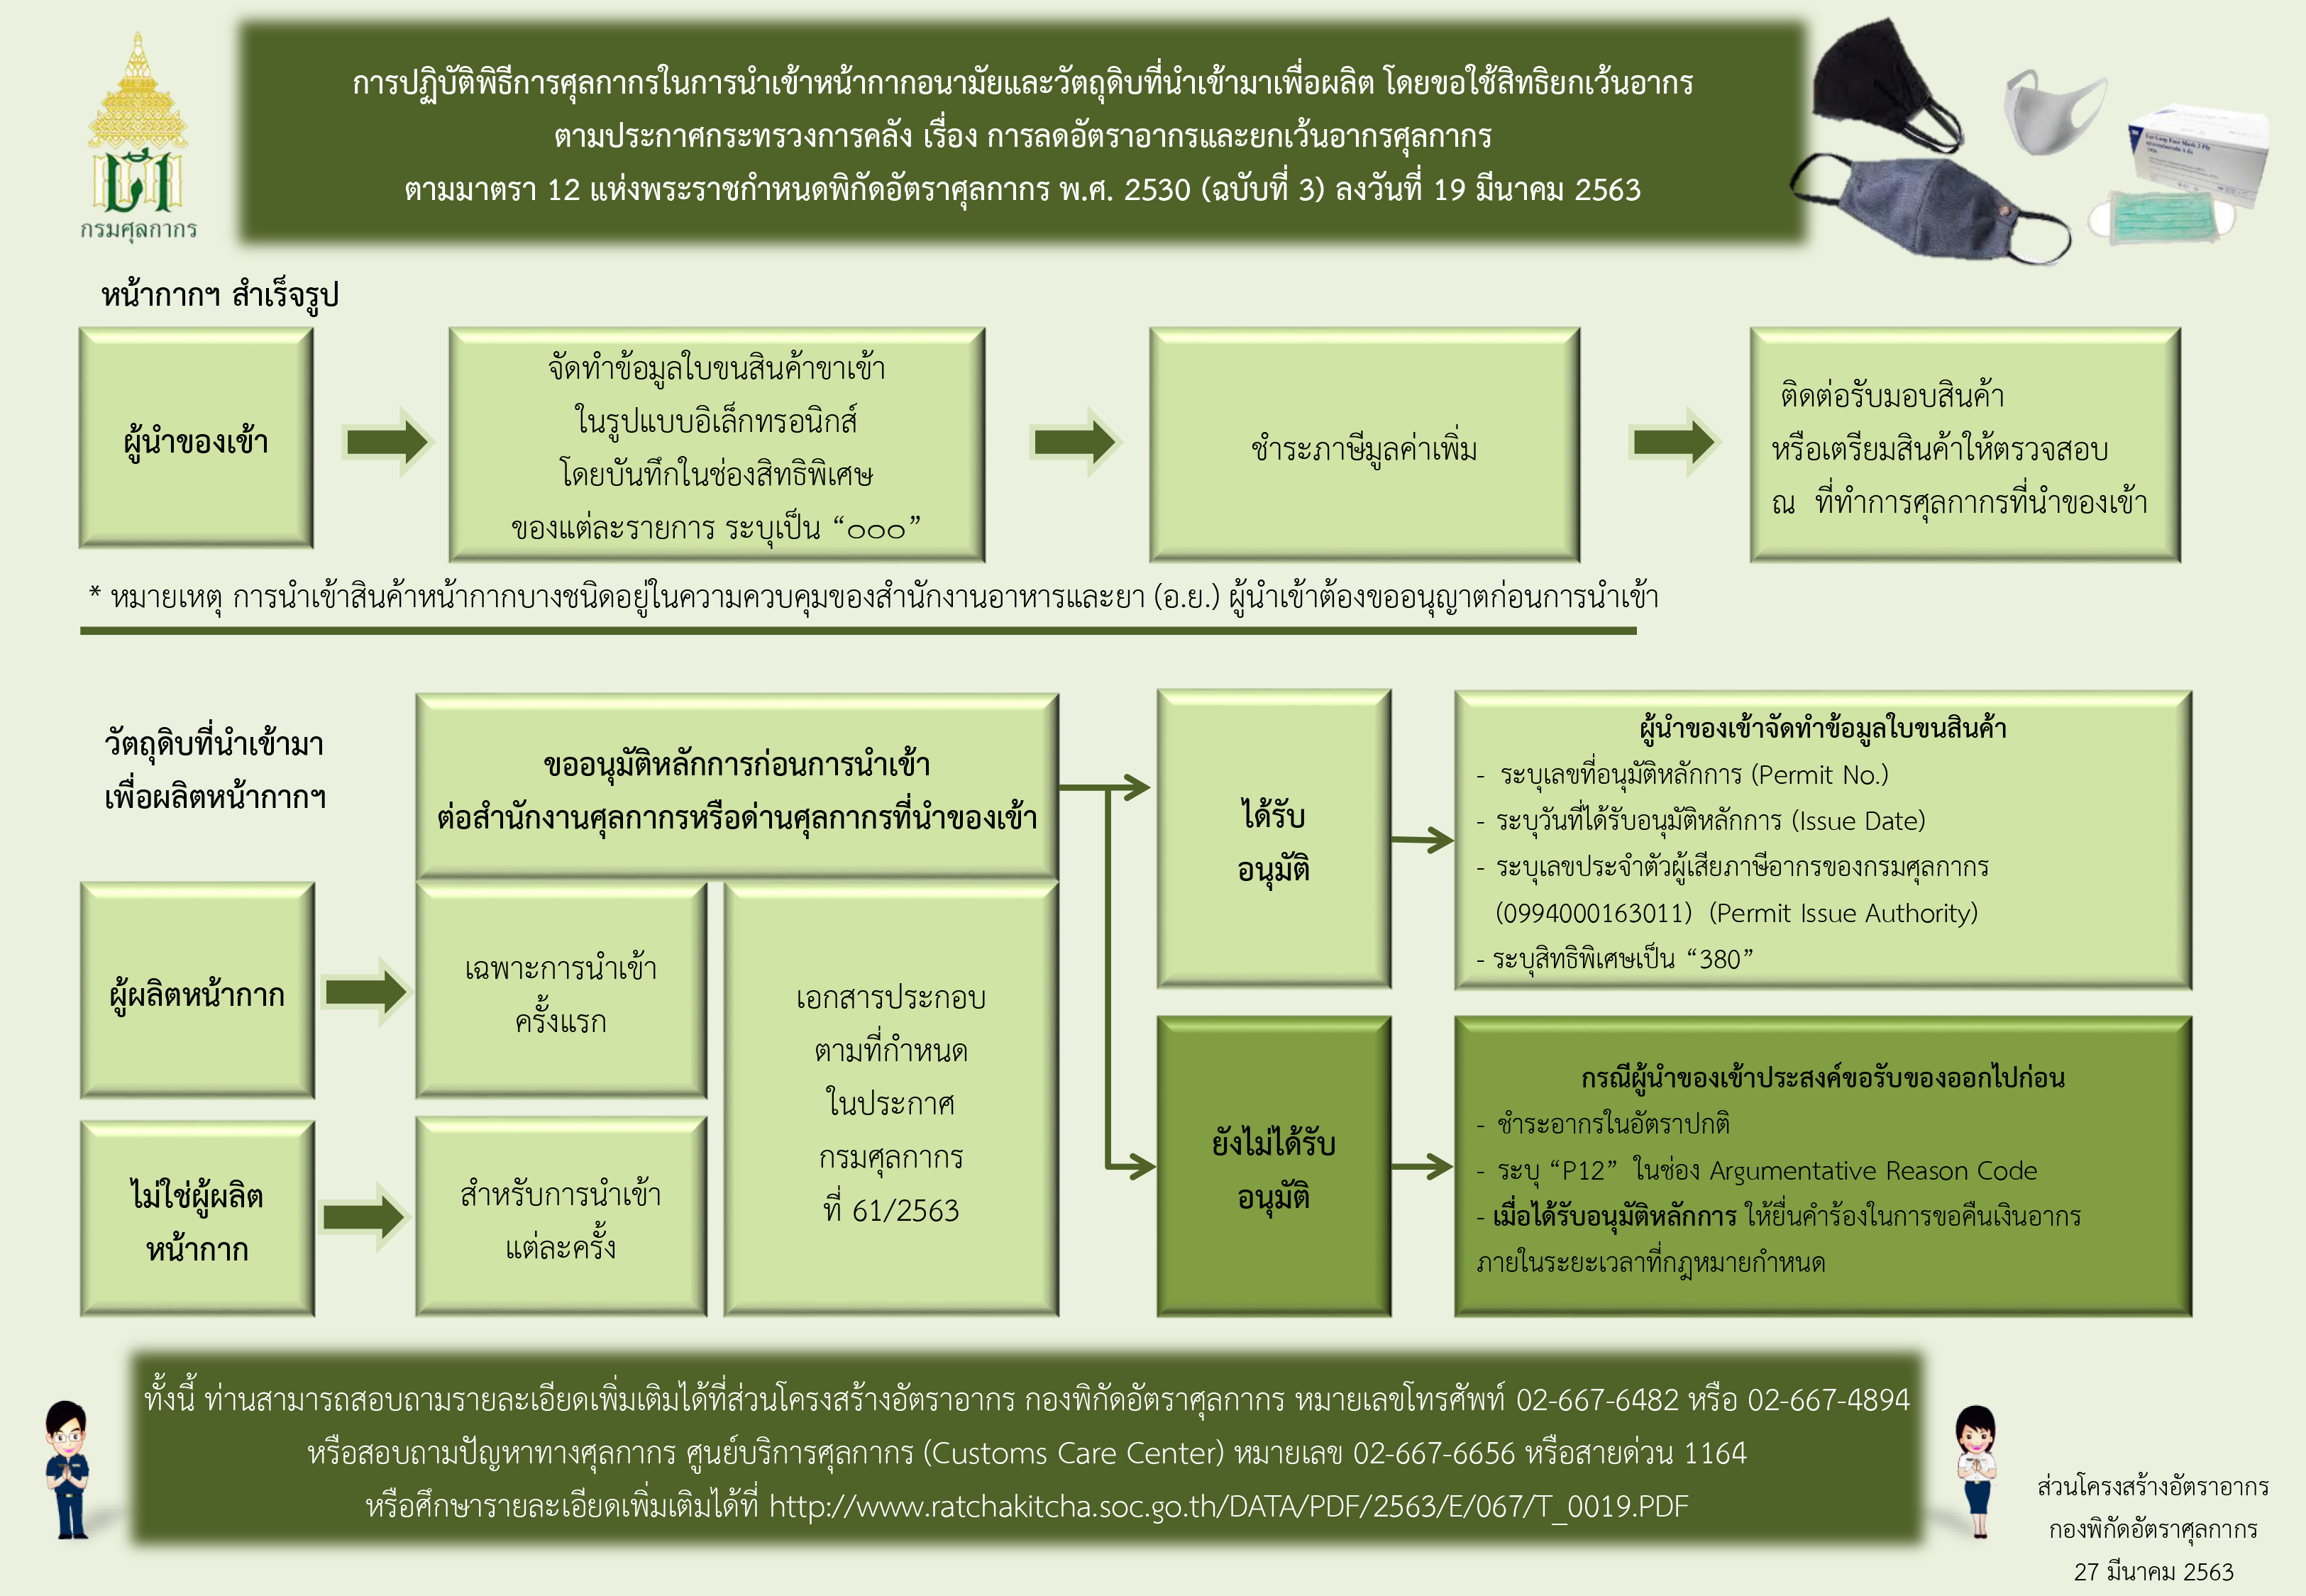 การปฏิบัติพิธีการศุลกากรในการนำเข้าหน้ากากอนามัยและวัตถุดิบที่นำเข้ามาเพื่อผลิต โดยขอใช้สิทธิยกเว้นอากร
ตามประกาศกระทรวงการคลัง เรื่อง การลดอัตราอากรและยกเว้นอากรศุลกากร
ตามมาตรา 12 แห่งพระราชกำหนดพิกัดอัตราศุลกากร พ.ศ. 2530 (ฉบับที่ 3) ลงวันที่ 19 มีนาคม 2563
กรมศุลกากร
หน้ากากฯ สำเร็จรูป
ผู้นำของเข้า
จัดทำข้อมูลใบขนสินค้าขาเข้า
ในรูปแบบอิเล็กทรอนิกส์
โดยบันทึกในช่องสิทธิพิเศษ
ของแต่ละรายการ ระบุเป็น “๐๐๐”
ชำระภาษีมูลค่าเพิ่ม
ติดต่อรับมอบสินค้า
หรือเตรียมสินค้าให้ตรวจสอบ
ณ ที่ทำการศุลกากรที่นำของเข้า
* หมายเหตุ การนำเข้าสินค้าหน้ากากบางชนิดอยู่ในความควบคุมของสำนักงานอาหารและยา (อ.ย.) ผู้นำเข้าต้องขออนุญาตก่อนการนำเข้า
วัตถุดิบที่นำเข้ามา
เพื่อผลิตหน้ากากฯ
ขออนุมัติหลักการก่อนการนำเข้า
ต่อสำนักงานศุลกากรหรือด่านศุลกากรที่นำของเข้า
ผู้ผลิตหน้ากาก
เฉพาะการนำเข้า
ครั้งแรก
ไม่ใช่ผู้ผลิต
หน้ากาก
สำหรับการนำเข้า
แต่ละครั้ง
เอกสารประกอบ
ตามที่กำหนด
ในประกาศ
กรมศุลกากร
ที่ 61/2563
ได้รับ
อนุมัติ
ผู้นำของเข้าจัดทำข้อมูลใบขนสินค้า
- ระบุเลขที่อนุมัติหลักการ (Permit No.)
- ระบุวันที่ได้รับอนุมัติหลักการ (Issue Date)
- ระบุเลขประจำตัวผู้เสียภาษีอากรของกรมศุลกากร
(0994000163011) (Permit Issue Authority)
- ระบุสิทธิพิเศษเป็น “380”
ยังไม่ได้รับ
อนุมัติ
กรณีผู้นำของเข้าประสงค์ขอรับของออกไปก่อน
- ชำระอากรในอัตราปกติ
- ระบุ “P12” ในช่อง Argumentative Reason Code
- เมื่อได้รับอนุมัติหลักการ ให้ยื่นคำร้องในการขอคืนเงินอากร
ภายในระยะเวลาที่กฎหมายกำหนด
ทั้งนี้ ท่านสามารถสอบถามรายละเอียดเพิ่มเติมได้ที่ส่วนโครงสร้างอัตราอากร กองพิกัดอัตราศุลกากร หมายเลขโทรศัพท์ 02-667-6482 หรือ 02-667-4894
หรือสอบถามปัญหาทางศุลกากร ศูนย์บริการศุลกากร (Customs Care Center) หมายเลข 02-667-6656 หรือสายด่วน 1164
หรือศึกษารายละเอียดเพิ่มเติมได้ที่ http://www.ratchakitcha.soc.go.th/DATA/PDF/2563/E/067/T_0019.PDF
ส่วนโครงสร้างอัตราอากร
กองพิกัดอัตราศุลกากร
27 มีนาคม 2563